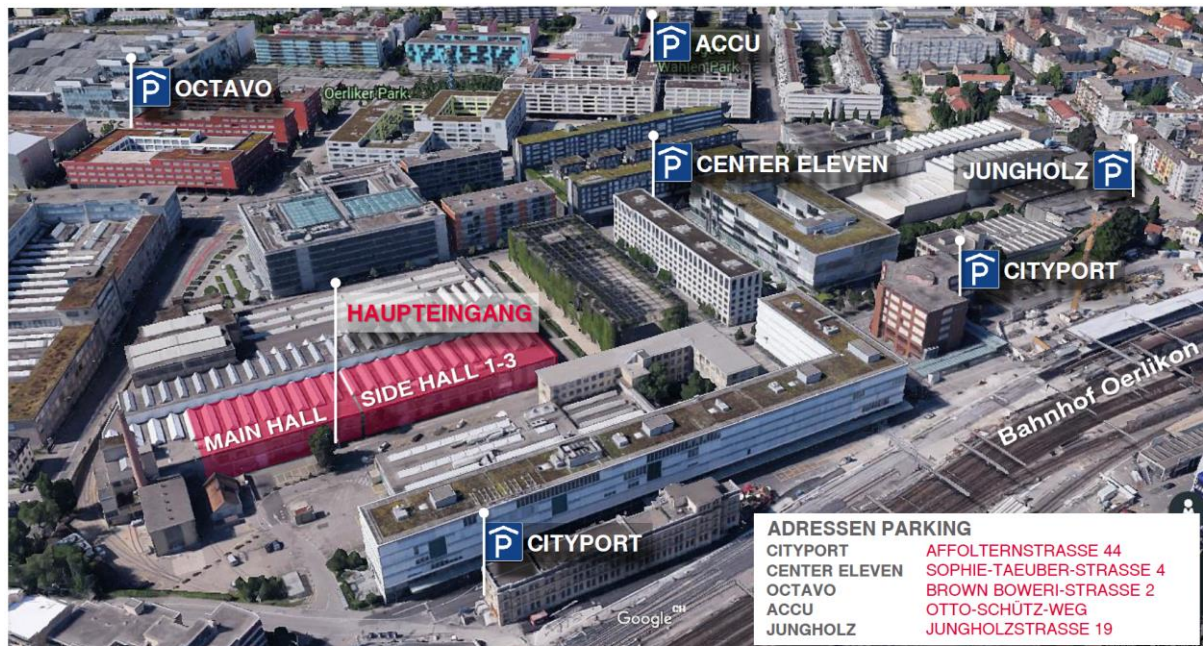 P ACCU
Wahlen Park
P OCTAVO
Oerliker Park
P CENTER ELEVEN
JUNGHOLZ P
P CITYPORT
HAUPTEINGANG
MAIN HALL
SIDE HALL 1-3
Bahnhof Oerlikon
P CITYPORT
Google
CH
ADRESSEN PARKING
CITYPORT AFFOLTERNSTRASSE 44
CENTER ELEVEN SOPHIE-TAEUBER-STRASSE 4
OCTAVO BROWN BOWERI-STRASSE 2
ACCU OTTO-SCHÜTZ-WEG
JUNGHOLZ JUNGHOLZSTRASSE 19